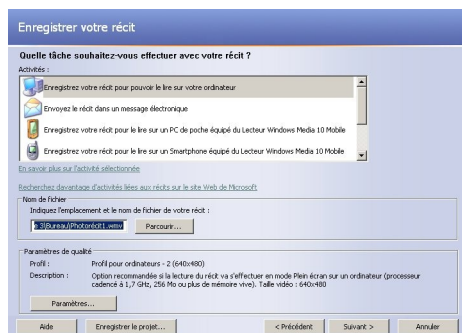 Enregistrer votre récit
Quelle tâche souhaitez-vous effectuer avec votre récit ?
Activités :
Enregistrez votre récit pour pouvoir le lire sur votre ordinateur
Envoyez le récit dans un message électronique
Enregistrez votre récit pour le lire sur un PC de poche équipé du Lecteur Windows Media 10 Mobile
Enregistrez votre récit pour le lire sur un Smartphone équipé du Lecteur Windows Media 10 Mobile
En savoir plus sur l'activité sélectionnée
Recherchez davantage d'activités liées aux récits sur le site Web de Microsoft
Nom de fichier
Indiquez l'emplacement et le nom de fichier de votre récit :
e 3\Bureau\Photorécit1.wmv Parcourir...
Paramètres de qualité
Profil : Profil pour ordinateurs - 2 (640x480)
Description : Option recommandée si la lecture du récit va s'effectuer en mode Plein écran sur un ordinateur (processeur
cadencé à 1,7 GHz, 256 Mo ou plus de mémoire vive). Taille vidéo : 640x480
Paramètres...
Aide Enregistrer le projet... < Précédent Suivant > Annuler